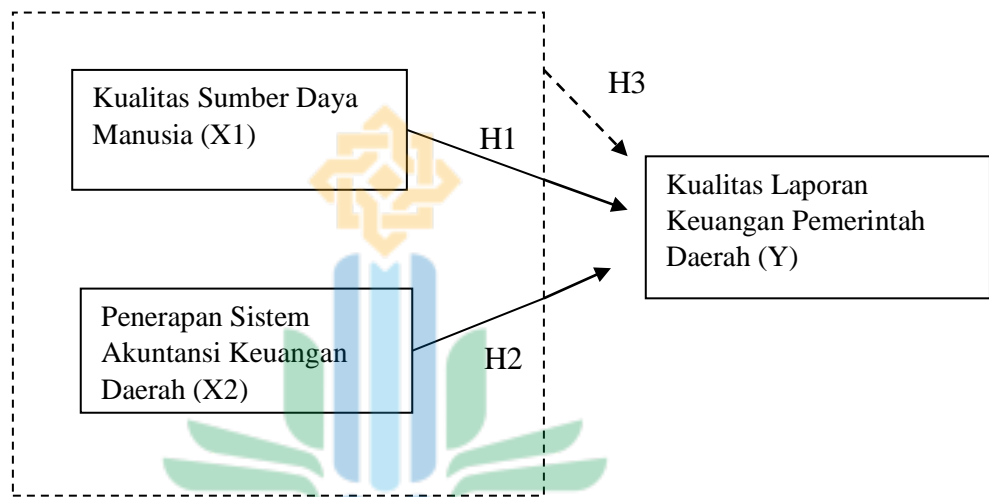 Kualitas Sumber Daya
Manusia (X1)
H1
H3
Kualitas Laporan
Keuangan Pemerintah
Daerah (Y)
Penerapan Sistem
Akuntansi Keuangan
Daerah (X2)
H2